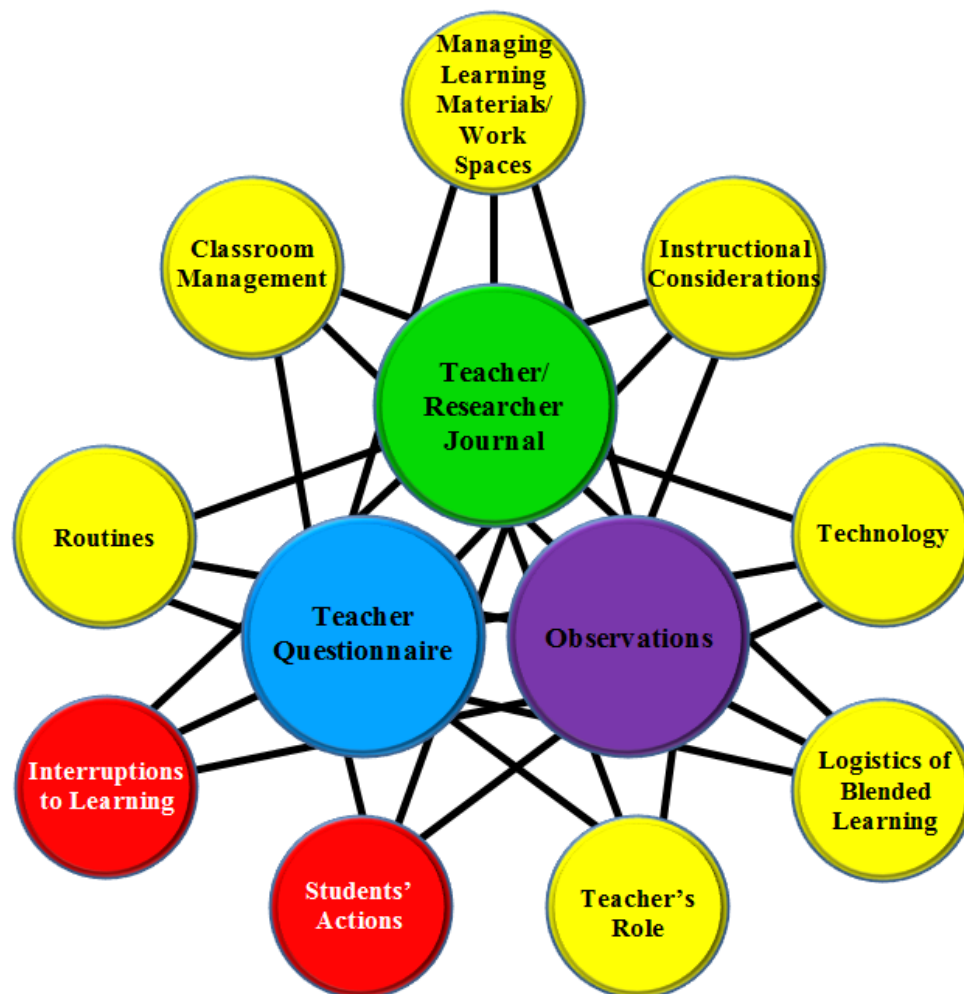 Managing
Learning
Materials/
Work
Spaces
Classroom
Management
Instructional
Considerations
Teacher/
Researcher
Journal
Routines
Technology
Teacher
Questionnaire
Observations
Interruptions
to Learning
Logistics of
Blended
Learning
Students’
Actions
Teacher’s
Role